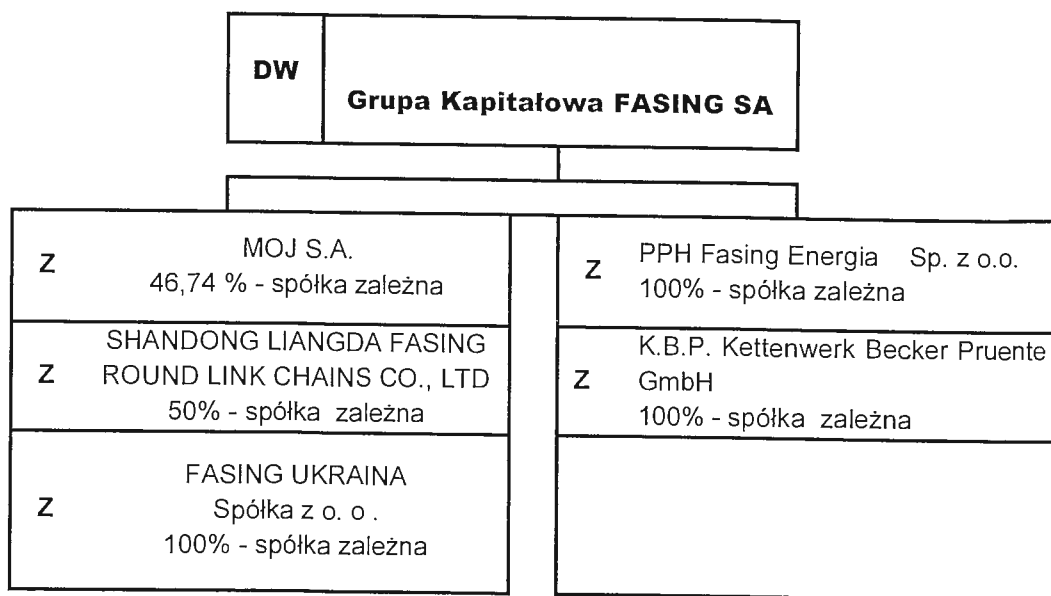 DW
Grupa Kapitałowa FASING SA
Z
MOJ S.A.
46,74 % - spółka zależna
Z
SHANDONG LIANGDA FASING
ROUND LINK CHAINS CO., LTD
50% - spółka zależna
Z
FASING UKRAINA
Spółka z o. o .
100% - spółka zależna
Z
PPH Fasing Energia Sp. z o.o.
100% - spółka zależna
Z
K.B.P. Kettenwerk Becker Pruente
GmbH
100% - spółka zależna